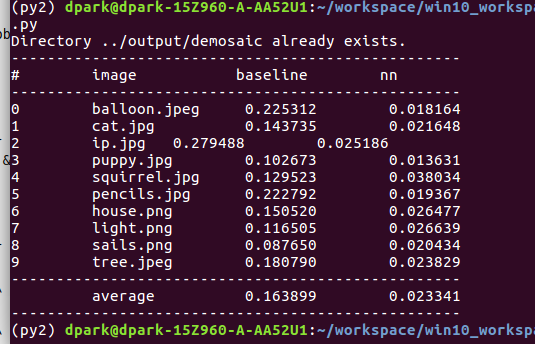 (py2) dpark@dpark-15Z960-A-AA52U1:~/workspace/win10_worksp
.py
Directory ../output/demosaic already exists.
--------------------------------------------------
# image baseline nn
--------------------------------------------------
0 balloon.jpeg 0.225312 0.018164
1 cat.jpg 0.143735 0.021648
2 ip.jpg 0.279488 0.025186
3 puppy.jpg 0.102673 0.013631
4 squirrel.jpg 0.129523 0.038034
5 pencils.jpg 0.222792 0.019367
6 house.png 0.150520 0.026477
7 light.png 0.116505 0.026639
8 sails.png 0.087650 0.020434
9 tree.jpeg 0.180790 0.023829
--------------------------------------------------
average 0.163899 0.023341
--------------------------------------------------
(py2) dpark@dpark-15Z960-A-AA52U1:~/workspace/win10_workspa